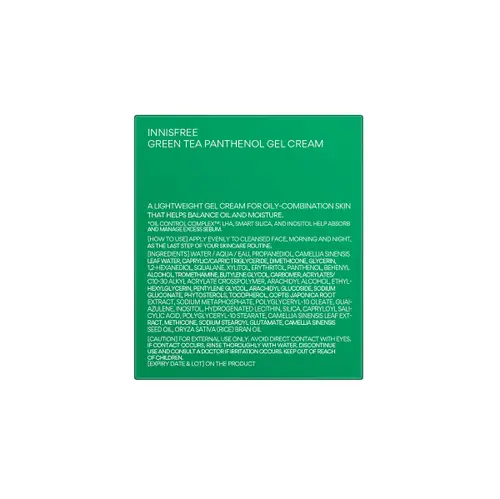 INNISFREE
GREEN TEA PANTHENOL GEL CREAM
A LIGHTWEIGHT GEL CREAM FOR OILY-COMBINATION SKIN
THAT HELPS BALANCE OIL AND MOISTURE.
*OIL CONTROL COMPLEX™: LHA, SMART SILICA, AND INOSITOL HELP ABSORB
AND MANAGE EXCESS SEBUM.
[HOW TO USE] APPLY EVENLY TO CLEANSED FACE, MORNING AND NIGHT,
AS THE LAST STEP OF YOUR SKINCARE ROUTINE.
[INGREDIENTS] WATER / AQUA / EAU, PROPANEDIOL, CAMELLIA SINENSIS
LEAF WATER, CAPRYLIC/CAPRIC TRIGLYCERIDE, DIMETHICONE, GLYCERIN,
1,2-HEXANEDIOL, SQUALANE, XYLITOL, ERYTHRITOL, PANTHENOL, BEHENYL
ALCOHOL, TROMETHAMINE, BUTYLENE GLYCOL, CARBOMER, ACRYLATES/
C10-30 ALKYL ACRYLATE CROSSPOLYMER, ARACHIDYL ALCOHOL, ETHYL-
HEXYLGLYCERIN, PENTYLENE GLYCOL, ARACHIDYL GLUCOSIDE, SODIUM
GLUCONATE, PHYTOSTEROLS, TOCOPHEROL, COPTIS JAPONICA ROOT
EXTRACT, SODIUM METAPHOSPHATE, POLYGLYCERYL-10 OLEATE, GUAI-
AZULENE, INOSITOL, HYDROGENATED LECITHIN, SILICA, CAPRYLOYL SALI-
CYLIC ACID, POLYGLYCERYL-10 STEARATE, CAMELLIA SINENSIS LEAF EXT-
RACT, METHICONE, SODIUM STEAROYL GLUTAMATE, CAMELLIA SINENSIS
SEED OIL, ORYZA SATIVA (RICE) BRAN OIL
[CAUTION] FOR EXTERNAL USE ONLY. AVOID DIRECT CONTACT WITH EYES.
IF CONTACT OCCURS, RINSE THOROUGHLY WITH WATER. DISCONTINUE
USE AND CONSULT A DOCTOR IF IRRITATION OCCURS. KEEP OUT OF REACH
OF CHILDREN.
[EXPIRY DATE & LOT] ON THE PRODUCT